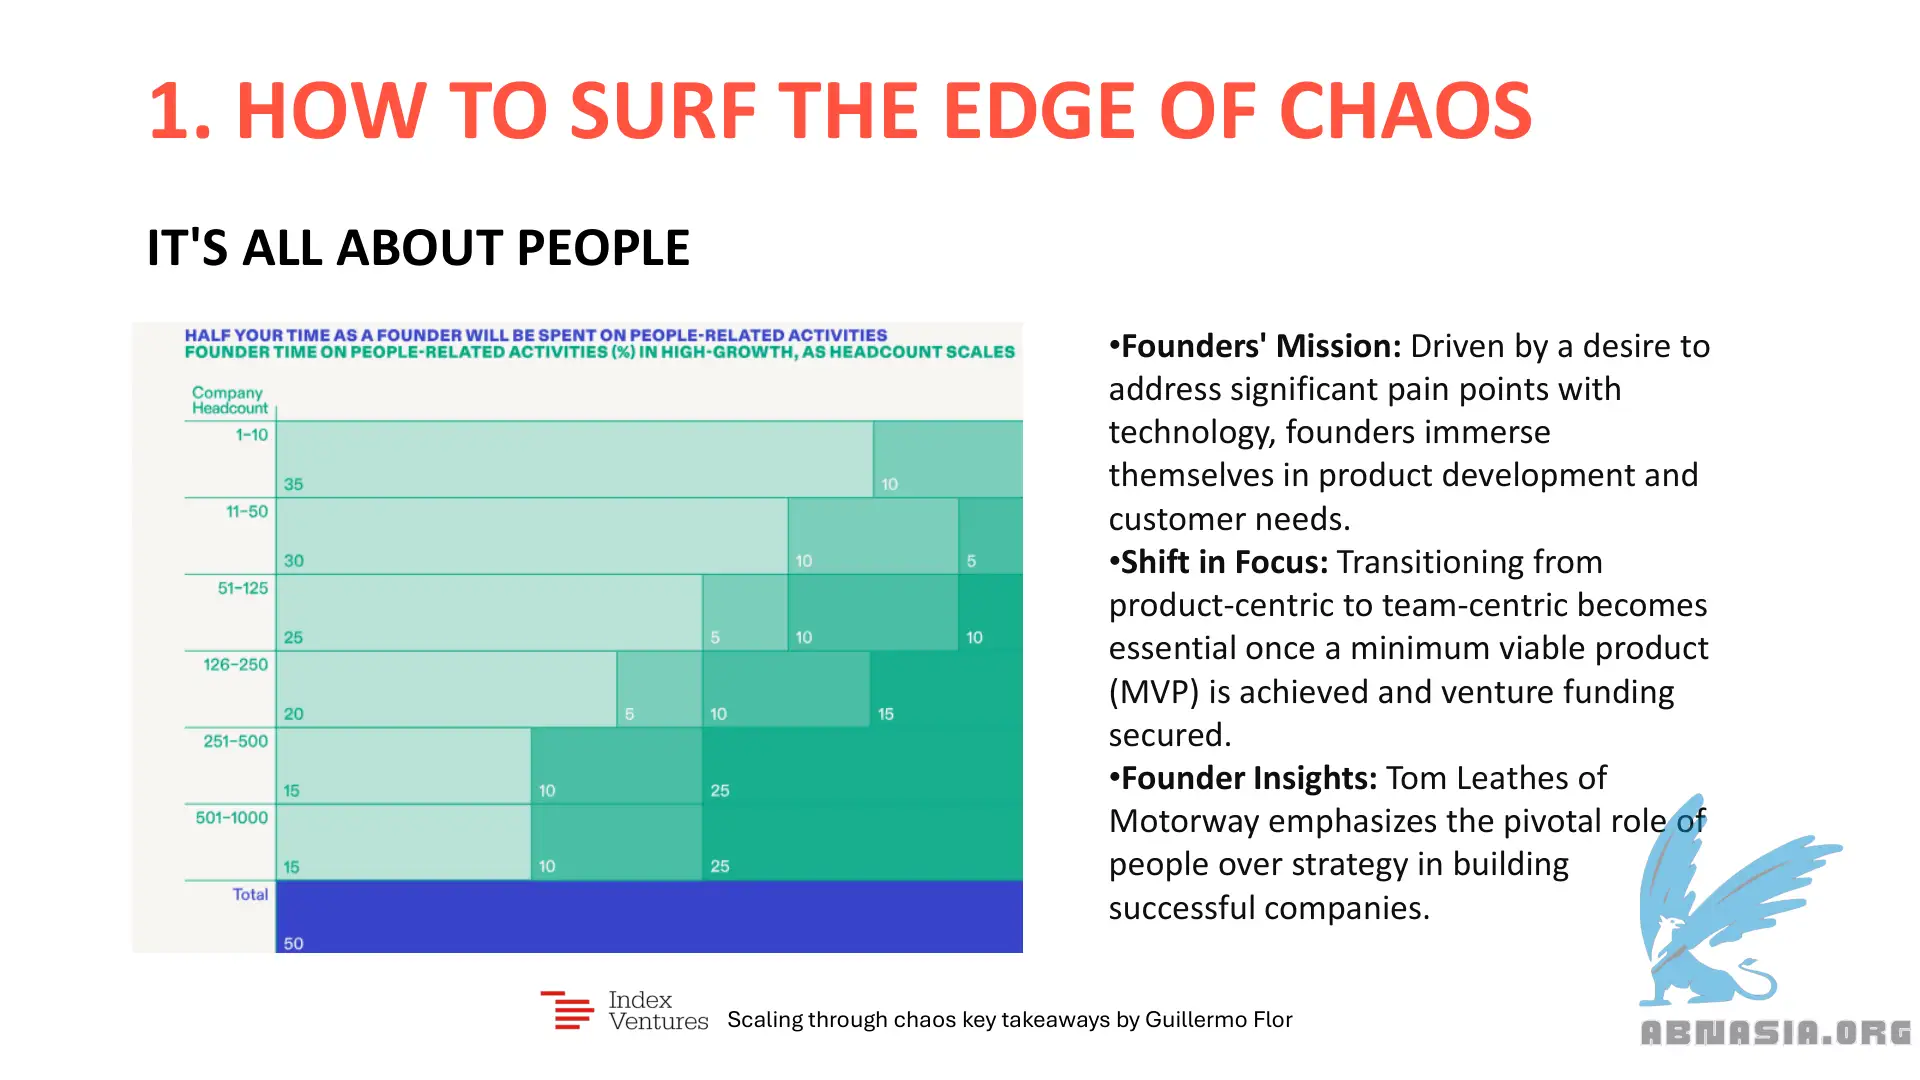 1. HOW TO SURF THE EDGE OF CHAOS
IT'S ALL ABOUT PEOPLE
HALF YOUR TIME AS A FOUNDER WILL BE SPENT ON PEOPLE-RELATED ACTIVITIES
FOUNDER TIME ON PEOPLE-RELATED ACTIVITIES (%) IN HIGH-GROWTH, AS HEADCOUNT SCALES
Company
Headcount
1-10
35 10
11-50
30 10 5
51-125
25 5 10 10
126-250
20 5 10 15
251-500
15 10 25
501-1000
15 10 25
Total
50
•Founders' Mission: Driven by a desire to
address significant pain points with
technology, founders immerse
themselves in product development and
customer needs.
•Shift in Focus: Transitioning from
product-centric to team-centric becomes
essential once a minimum viable product
(MVP) is achieved and venture funding
secured.
•Founder Insights: Tom Leathes of
Motorway emphasizes the pivotal role of
people over strategy in building
successful companies.
Index
Ventures
Scaling through chaos key takeaways by Guillermo Flor
ABNASIA.ORG